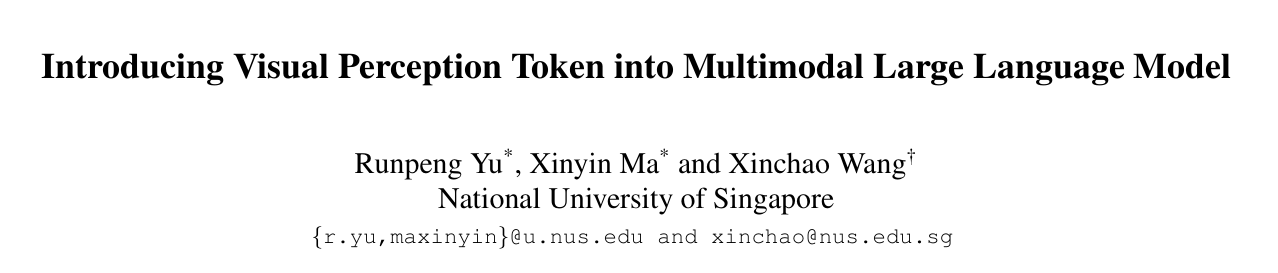 Introducing Visual Perception Token into Multimodal Large Language Model
Runpeng Yu*, Xinyin Ma* and Xinchao Wang†
National University of Singapore
{r.yu,maxinyin}@u.nus.edu and xinchao@nus.edu.sg